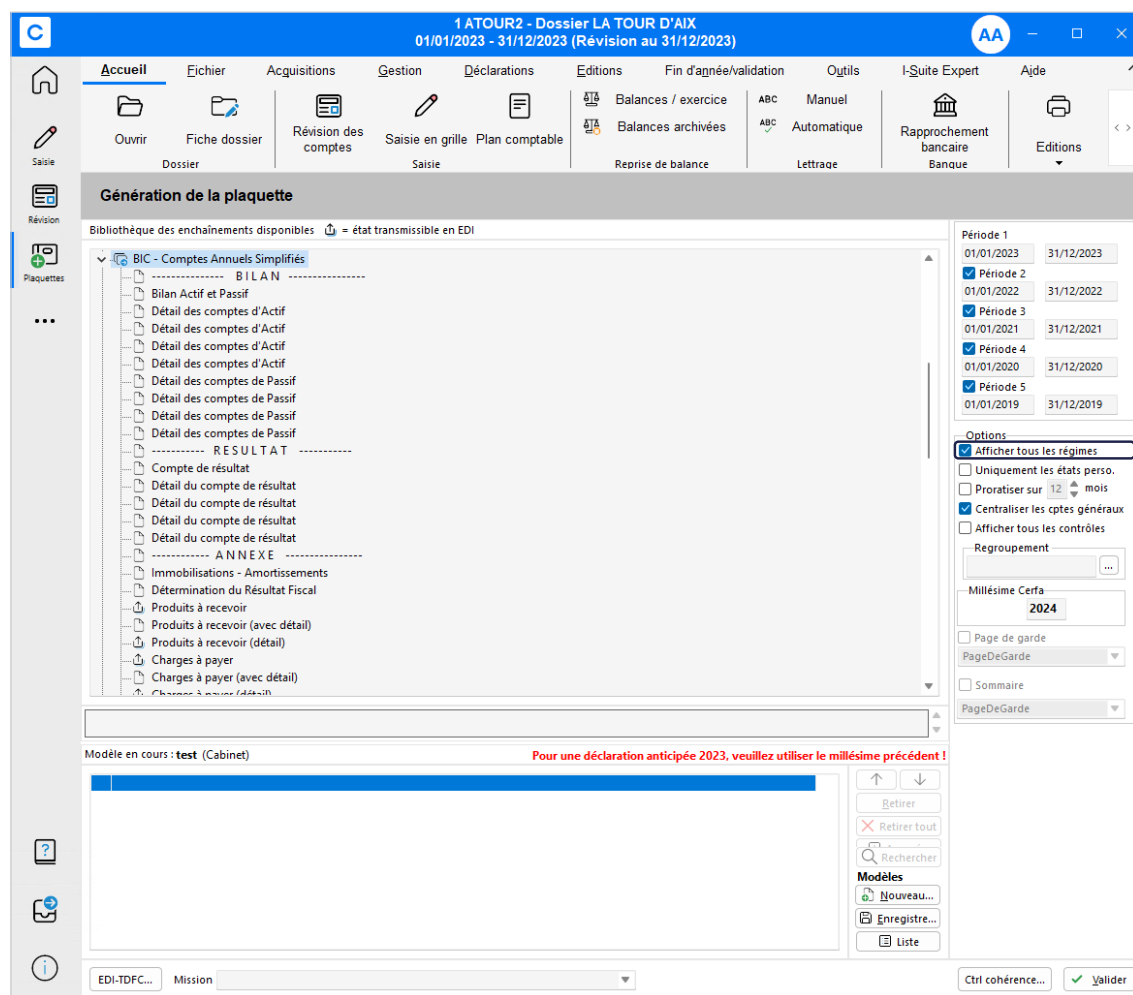 C
1 ATOUR2 - Dossier LA TOUR D'AIX
01/01/2023 - 31/12/2023 (Révision au 31/12/2023)
AA
Accueil Fichier Acquisitions Gestion Déclarations Editions Fin d'année/validation Outils I-Suite Expert Aide
Ouvrir
Fiche dossier
Dossier
Révision des comptes
Saisie en grille
Plan comptable
Saisie
Balances / exercice
Balances archivées
Reprise de balance
ABC Manuel
ABC Automatique
Lettrage
Rapprochement bancaire
Banque
Editions
Saisie
Révision
Plaquettes
Génération de la plaquette
Bibliothèque des enchaînements disponibles = état transmissible en EDI
BIC - Comptes Annuels Simplifiés
--------------- B I L A N ---------------
Bilan Actif et Passif
Détail des comptes d'Actif
Détail des comptes d'Actif
Détail des comptes d'Actif
Détail des comptes d'Actif
Détail des comptes de Passif
Détail des comptes de Passif
Détail des comptes de Passif
Détail des comptes de Passif
----------- R E S U L T A T -----------
Compte de résultat
Détail du compte de résultat
Détail du compte de résultat
Détail du compte de résultat
Détail du compte de résultat
------------ A N N E X E ----------------
Immobilisations - Amortissements
Détermination du Résultat Fiscal
Produits à recevoir
Produits à recevoir (avec détail)
Produits à recevoir (détail)
Charges à payer
Charges à payer (avec détail)
Charges à payer (détail)
Période 1
01/01/2023 31/12/2023
Période 2
01/01/2022 31/12/2022
Période 3
01/01/2021 31/12/2021
Période 4
01/01/2020 31/12/2020
Période 5
01/01/2019 31/12/2019
Options
Afficher tous les régimes
Uniquement les états perso.
Proratiser sur 12 mois
Centraliser les cptes généraux
Afficher tous les contrôles
Regroupement
...
Millésime Cerfa
2024
Page de garde
PageDeGarde
Sommaire
PageDeGarde
Modèle en cours : test (Cabinet)
Pour une déclaration anticipée 2023, veuillez utiliser le millésime précédent !
Retirer
Retirer tout
Rechercher
Modèles
Nouveau...
Enregistre...
Liste
EDI-TDFC...
Mission
Ctrl cohérence...
Valider